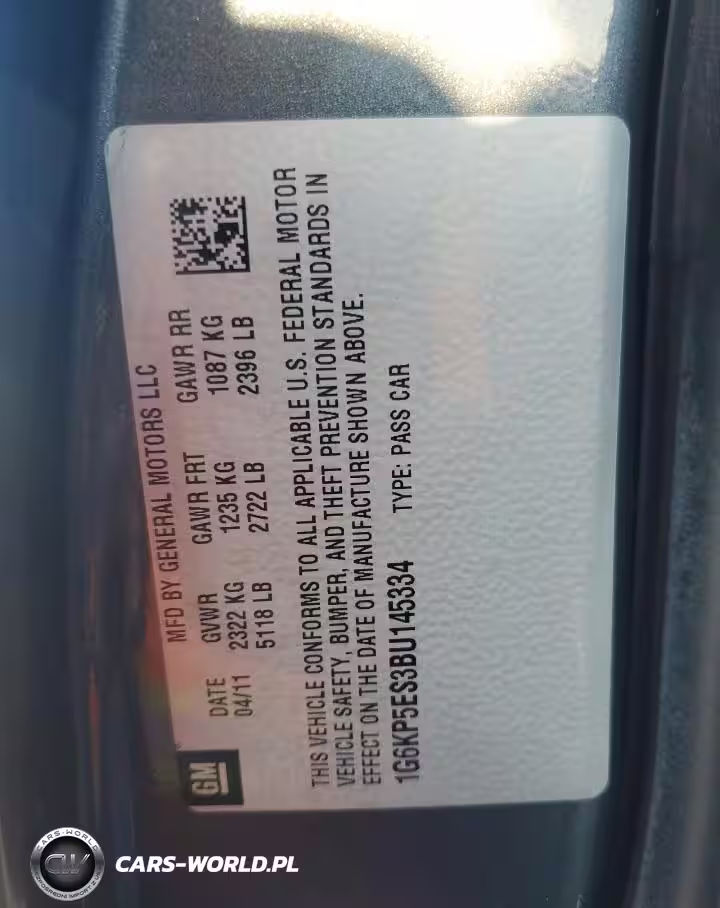 GM
MFD BY GENERAL MOTORS LLC
DATE GVWR GAWR FRT GAWR RR
04/11 2322 KG 1235 KG 1087 KG
5118 LB 2722 LB 2396 LB
THIS VEHICLE CONFORMS TO ALL APPLICABLE U.S. FEDERAL MOTOR
VEHICLE SAFETY, BUMPER, AND THEFT PREVENTION STANDARDS IN
EFFECT ON THE DATE OF MANUFACTURE SHOWN ABOVE.
1G6KP5ES3BU145334 TYPE: PASS CAR
CARS-WORLD
CW
CARS-WORLD.PL